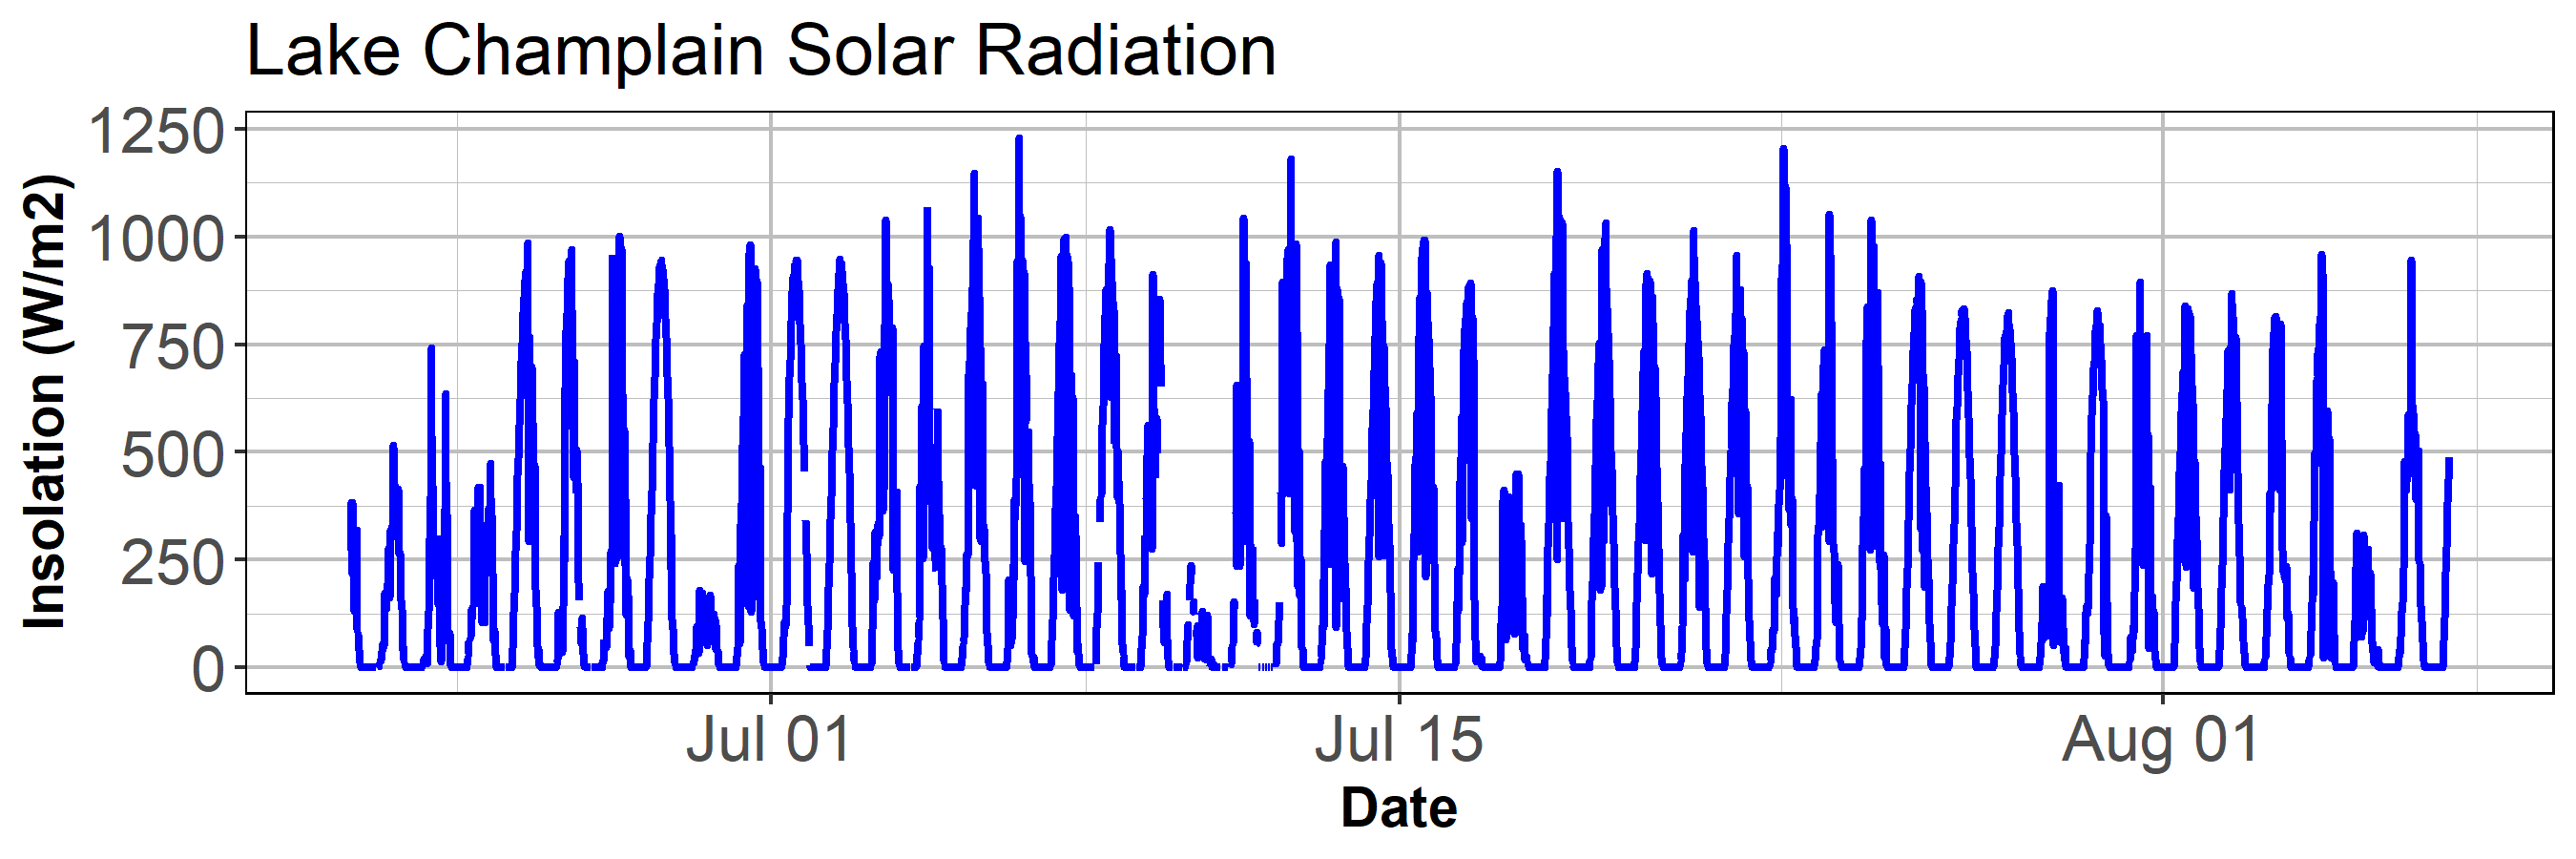 Lake Champlain Solar Radiation
Insolation (W/m2)
1250
1000
750
500
250
0
Jul 01
Jul 15
Aug 01
Date